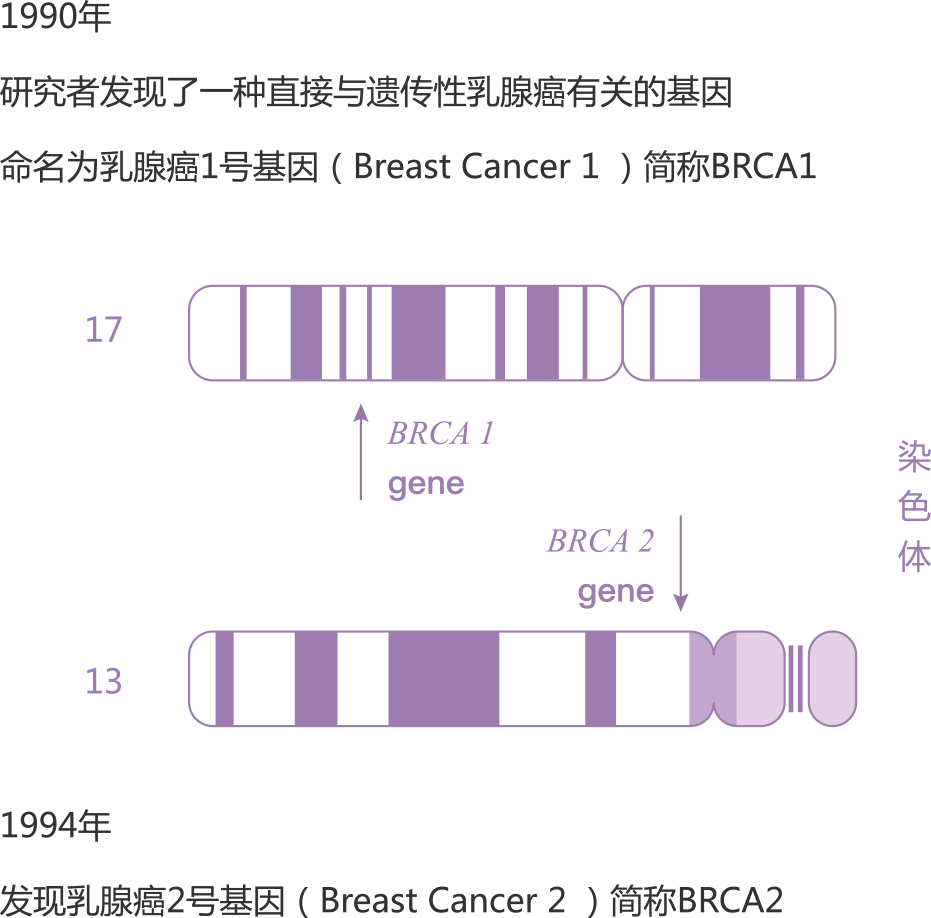 1990年
研究者发现了一种直接与遗传性乳腺癌有关的基因
命名为乳腺癌1号基因（Breast Cancer 1 ）简称BRCA1
17
BRCA 1
gene
染色体
BRCA 2
gene
13
1994年
发现乳腺癌2号基因（Breast Cancer 2 ）简称BRCA2